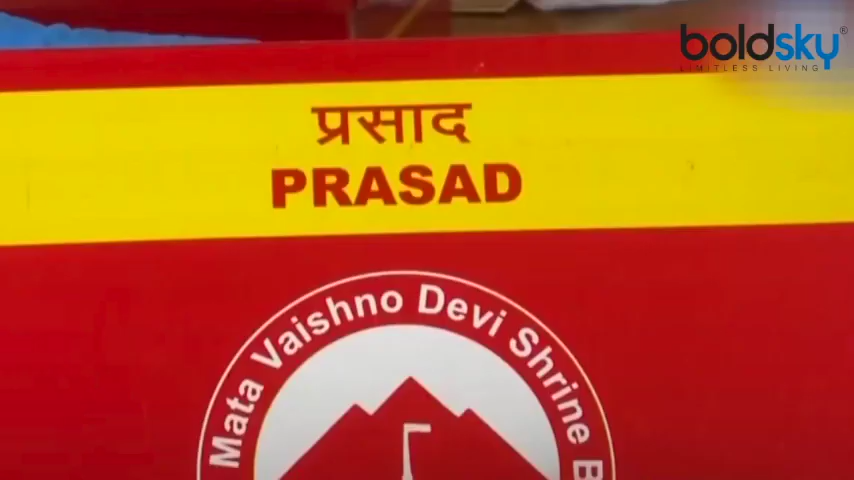 boldsky®
LIMITLESS LIVING
प्रसाद
PRASAD
Mata Vaishno Devi Shrine B